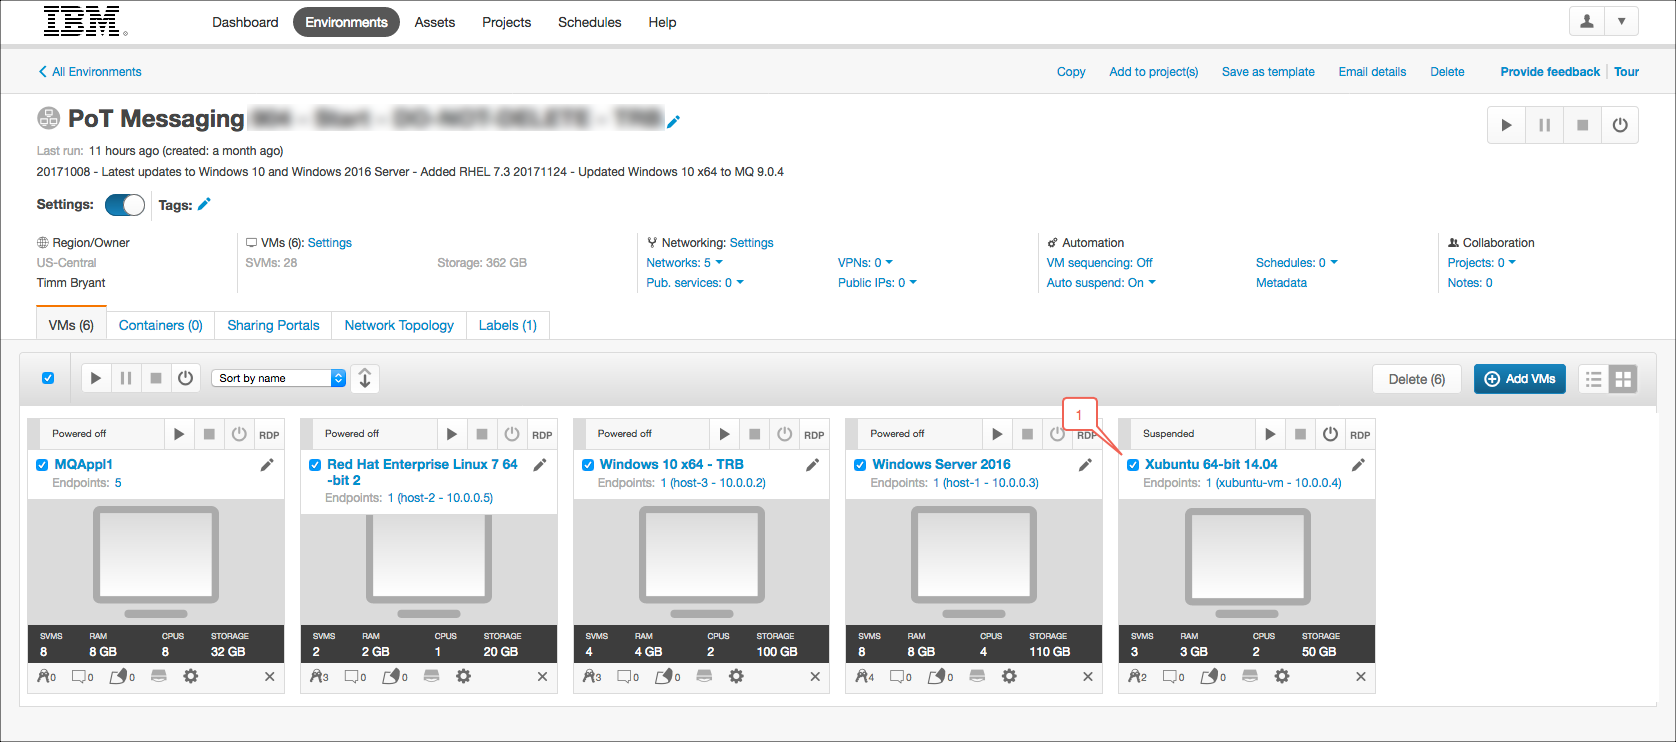 IBM®
Dashboard Environments Assets Projects Schedules Help
All Environments Copy Add to project(s) Save as template Email details Delete Provide feedback Tour
PoT Messaging
Last run: 11 hours ago (created: a month ago)
20171008 - Latest updates to Windows 10 and Windows 2016 Server - Added RHEL 7.3 20171124 - Updated Windows 10 x64 to MQ 9.0.4
Settings: Tags:
Region/Owner VMs (6): Settings Networking: Settings Automation Collaboration
US-Central SVMs: 28 Storage: 362 GB Networks: 5 VPNs: 0 VM sequencing: Off Schedules: 0 Projects: 0
Timm Bryant Pub. services: 0 Public IPs: 0 Auto suspend: On Metadata Notes: 0
VMs (6) Containers (0) Sharing Portals Network Topology Labels (1)
Sort by name Delete (6) Add VMs
1
Powered off RDP
MQAppl1
Endpoints: 5
SVMS RAM CPUS STORAGE
8 8 GB 8 32 GB
0 0 0
Powered off RDP
Red Hat Enterprise Linux 7 64
-bit 2
Endpoints: 1 (host-2 - 10.0.0.5)
SVMS RAM CPUS STORAGE
2 2 GB 1 20 GB
3 0 0
Powered off RDP
Windows 10 x64 - TRB
Endpoints: 1 (host-3 - 10.0.0.2)
SVMS RAM CPUS STORAGE
4 4 GB 2 100 GB
3 0 0
Powered off RDP
Windows Server 2016
Endpoints: 1 (host-1 - 10.0.0.3)
SVMS RAM CPUS STORAGE
8 8 GB 4 110 GB
4 0 0
Suspended RDP
Xubuntu 64-bit 14.04
Endpoints: 1 (xubuntu-vm - 10.0.0.4)
SVMS RAM CPUS STORAGE
3 3 GB 2 50 GB
2 0 0